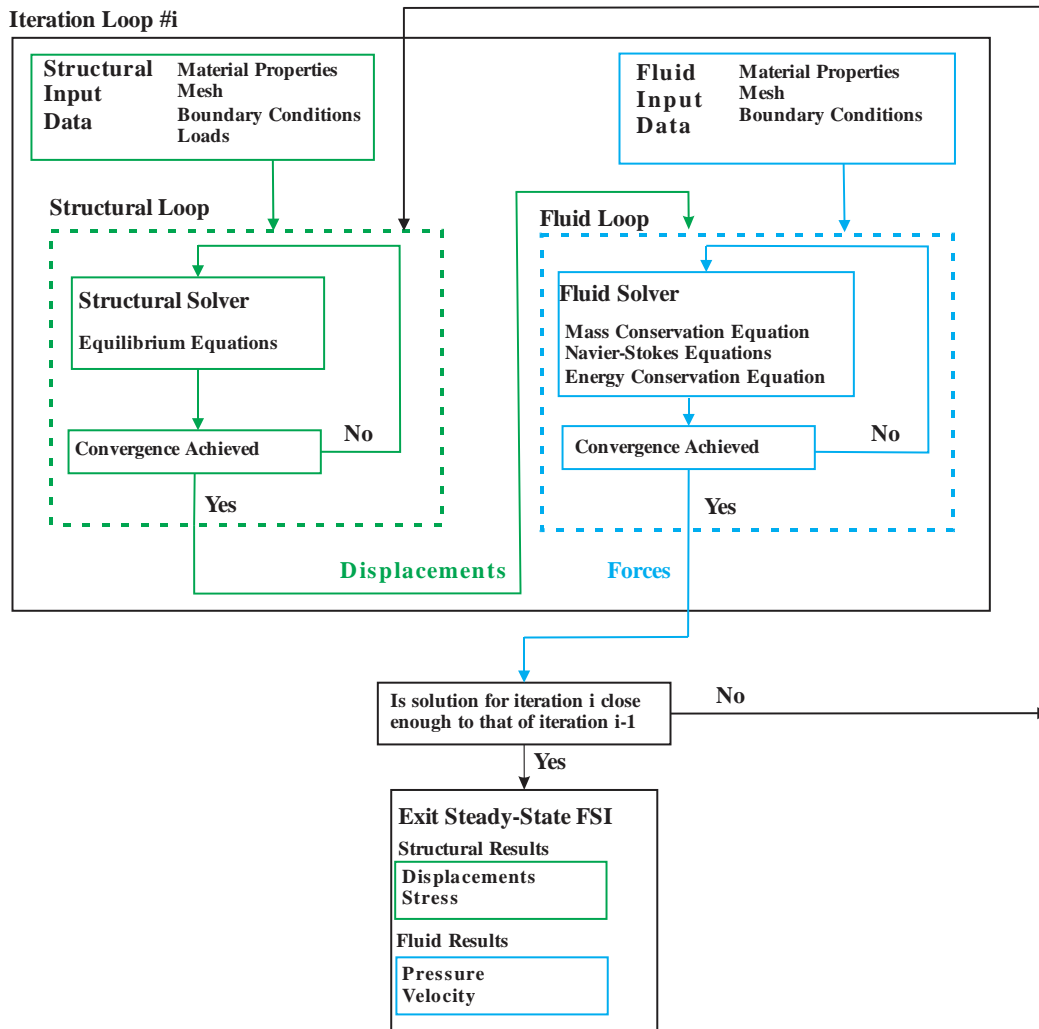 Iteration Loop #i
Structural
Input
Data
Material Properties
Mesh
Boundary Conditions
Loads
Fluid
Input
Data
Material Properties
Mesh
Boundary Conditions
Structural Loop
Structural Solver
Equilibrium Equations
Convergence Achieved
No
Yes
Displacements
Fluid Loop
Fluid Solver
Mass Conservation Equation
Navier-Stokes Equations
Energy Conservation Equation
Convergence Achieved
No
Yes
Forces
Is solution for iteration i close
enough to that of iteration i-1
No
Yes
Exit Steady-State FSI
Structural Results
Displacements
Stress
Fluid Results
Pressure
Velocity